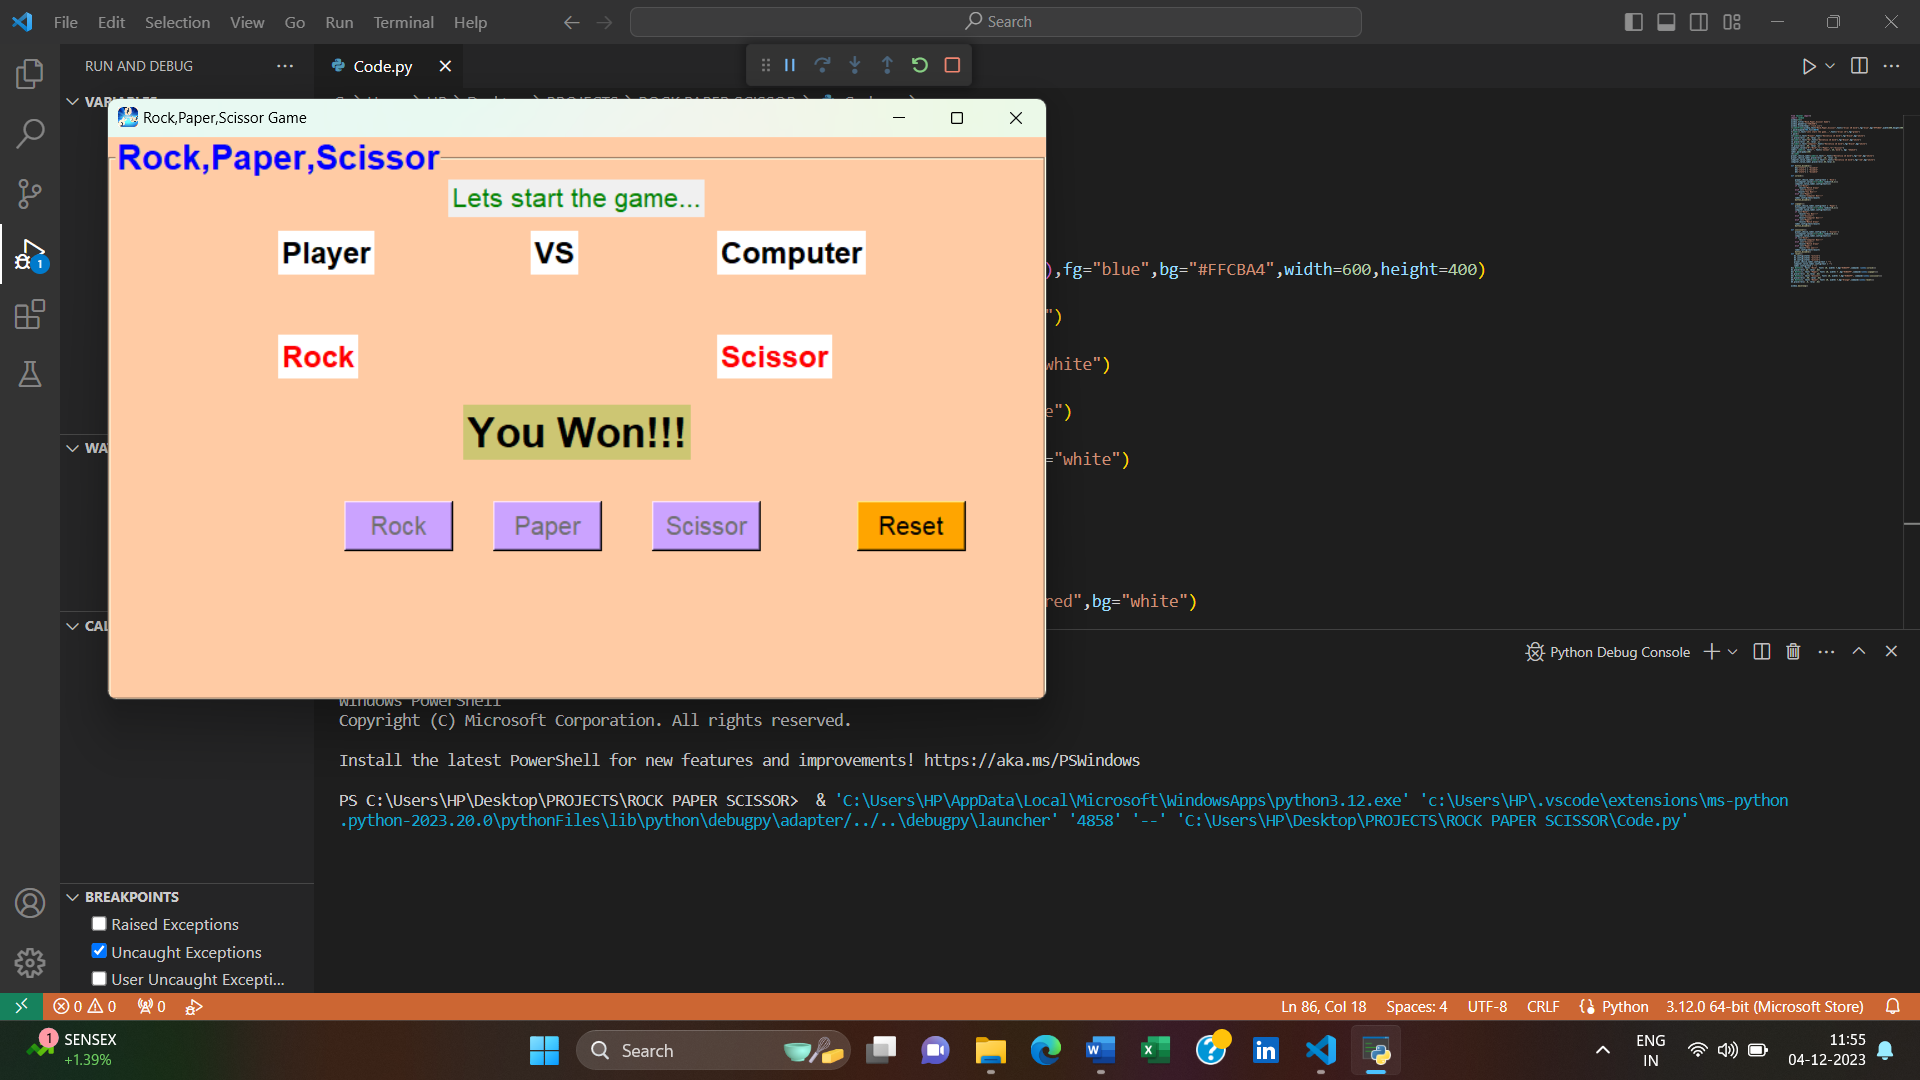 File Edit Selection View Go Run Terminal Help
Search
RUN AND DEBUG
Code.py
Rock,Paper,Scissor Game
Rock,Paper,Scissor
Lets start the game...
Player VS Computer
Rock Scissor
You Won!!!
Rock Paper Scissor Reset
),fg="blue",bg="#FFCBA4",width=600,height=400)
")
white")
e")
="white")
red",bg="white")
WA
CAL
Python Debug Console
Windows PowerShell
Copyright (C) Microsoft Corporation. All rights reserved.
Install the latest PowerShell for new features and improvements! https://aka.ms/PSWindows
PS C:\Users\HP\Desktop\PROJECTS\ROCK PAPER SCISSOR>  & 'C:\Users\HP\AppData\Local\Microsoft\WindowsApps\python3.12.exe' 'c:\Users\HP\.vscode\extensions\ms-python
.python-2023.20.0\pythonFiles\lib\python\debugpy\adapter/../..\debugpy\launcher' '4858' '--' 'C:\Users\HP\Desktop\PROJECTS\ROCK PAPER SCISSOR\Code.py'
BREAKPOINTS
Raised Exceptions
Uncaught Exceptions
User Uncaught Excepti...
1
0 0 0
Ln 86, Col 18 Spaces: 4 UTF-8 CRLF Python 3.12.0 64-bit (Microsoft Store)
1 SENSEX
+1.39%
Search
ENG
IN
11:55
04-12-2023